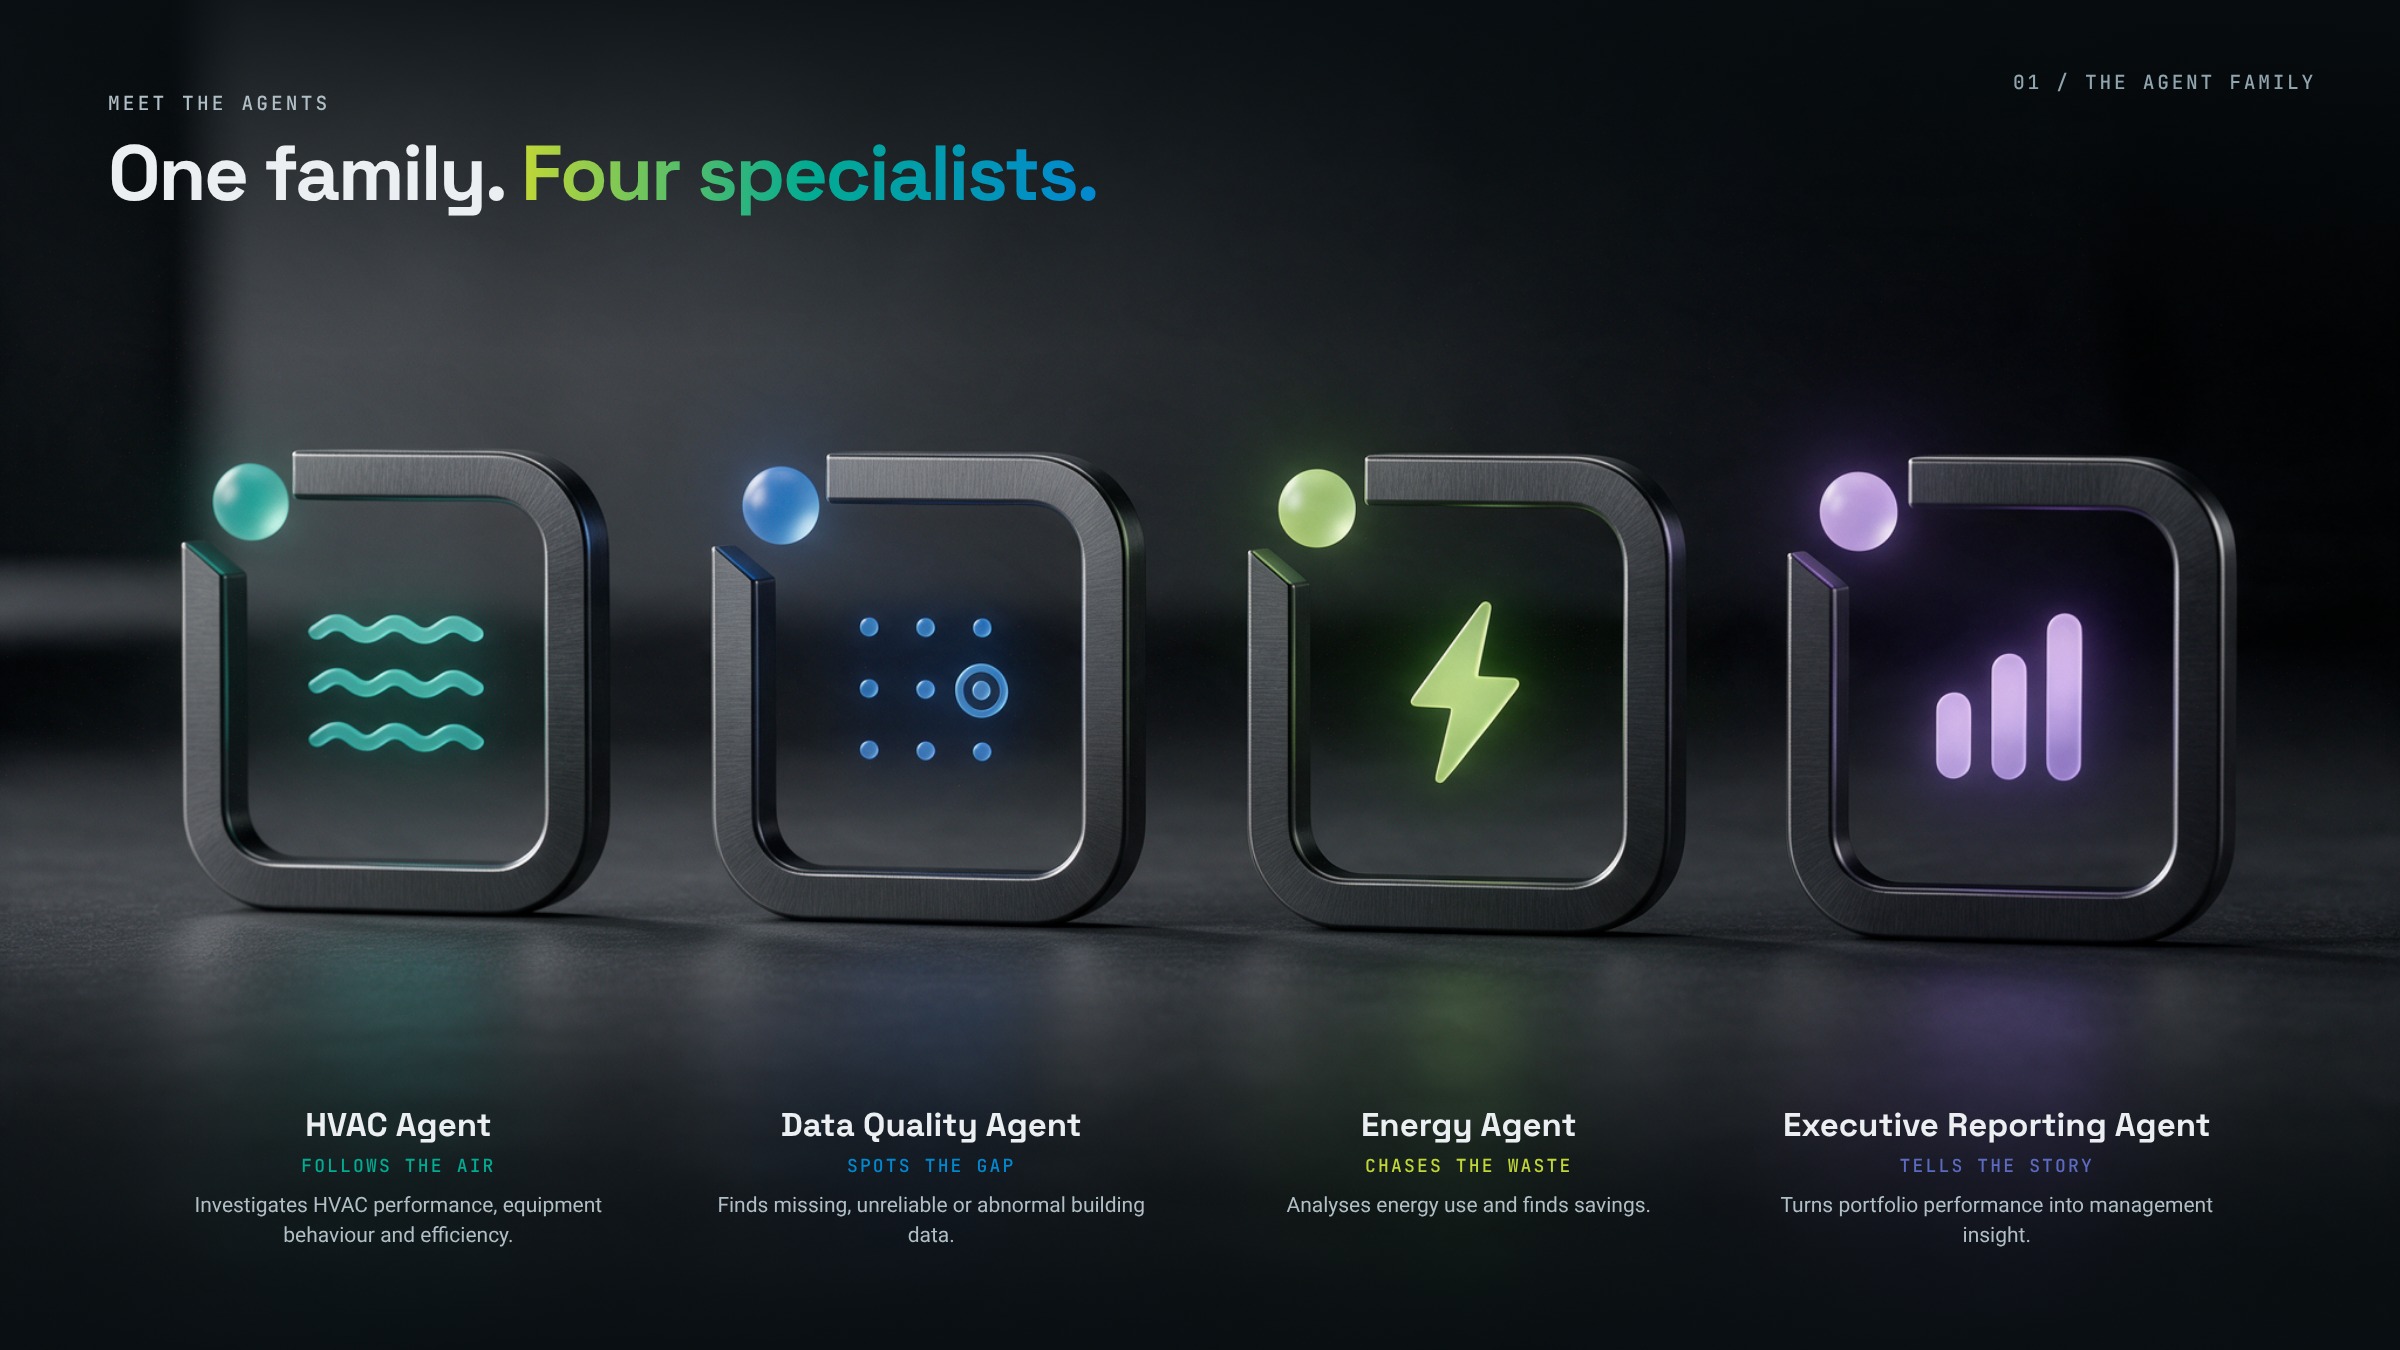 MEET THE AGENTS
01 / THE AGENT FAMILY
One family. Four specialists.
HVAC Agent
FOLLOWS THE AIR
Investigates HVAC performance, equipment
behaviour and efficiency.
Data Quality Agent
SPOTS THE GAP
Finds missing, unreliable or abnormal building
data.
Energy Agent
CHASES THE WASTE
Analyses energy use and finds savings.
Executive Reporting Agent
TELLS THE STORY
Turns portfolio performance into management
insight.